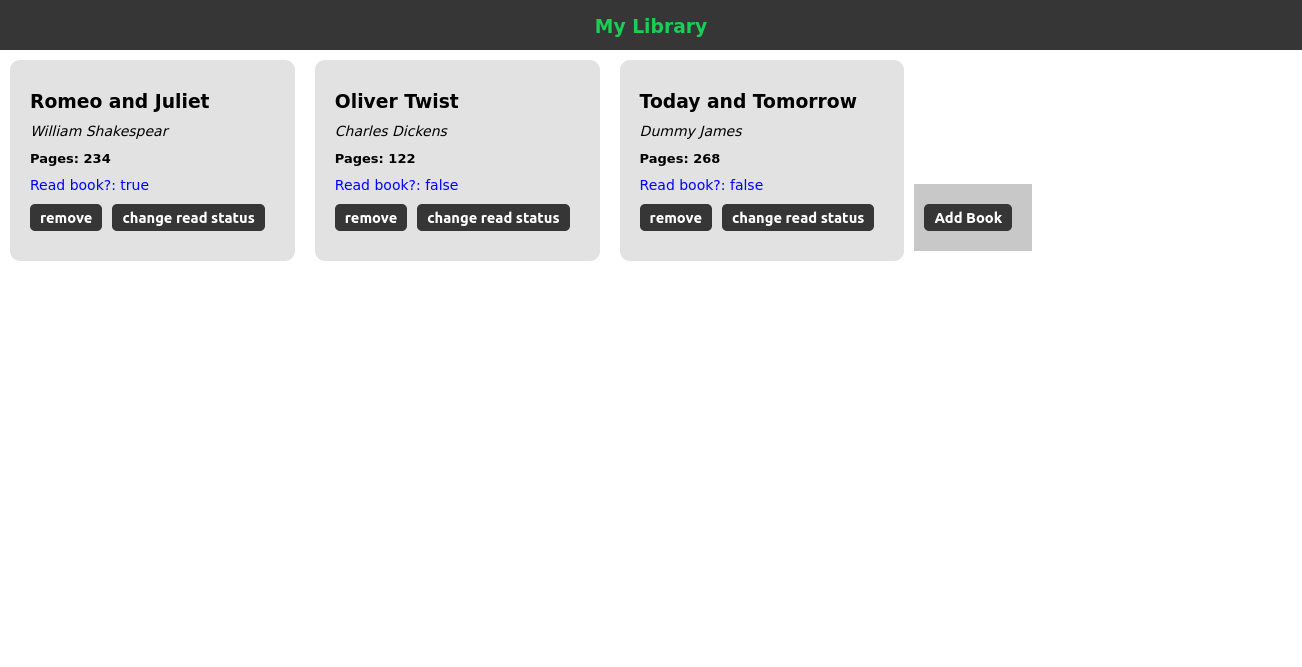 My Library
Romeo and Juliet
William Shakespear
Pages: 234
Read book?: true
remove change read status
Oliver Twist
Charles Dickens
Pages: 122
Read book?: false
remove change read status
Today and Tomorrow
Dummy James
Pages: 268
Read book?: false
remove change read status
Add Book